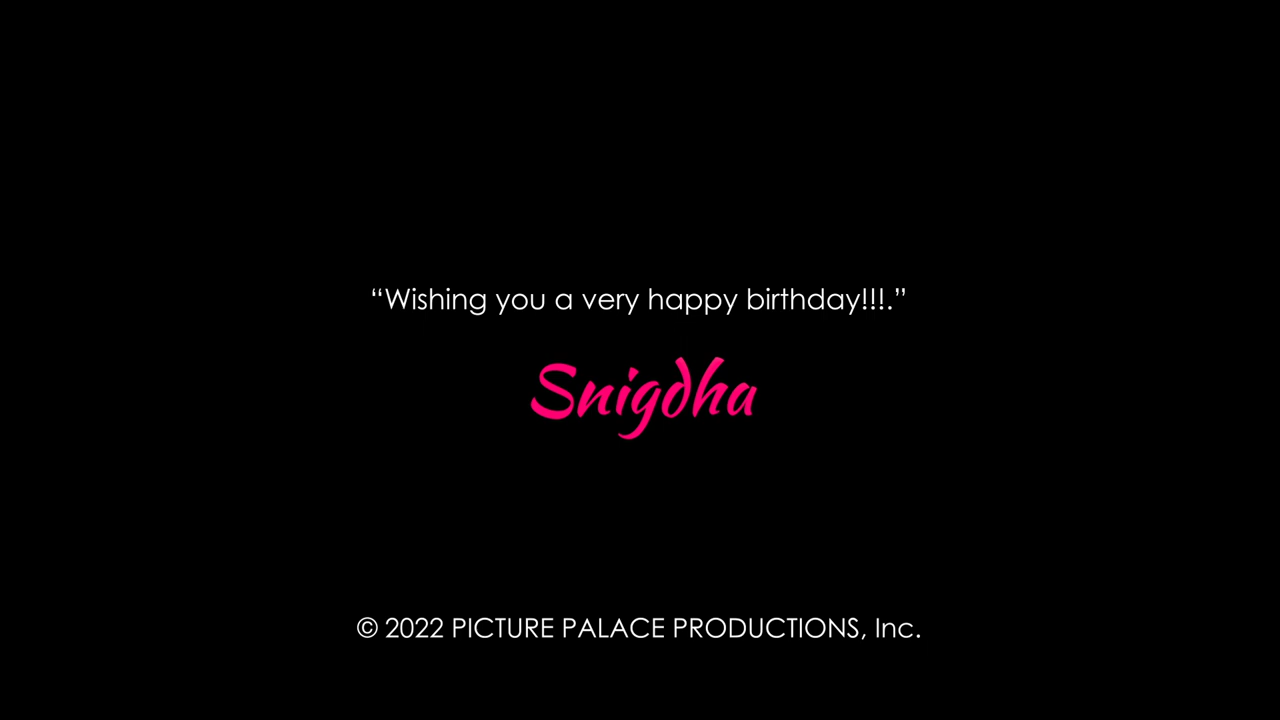 “Wishing you a very happy birthday!!!.”
Snigdha
© 2022 PICTURE PALACE PRODUCTIONS, Inc.